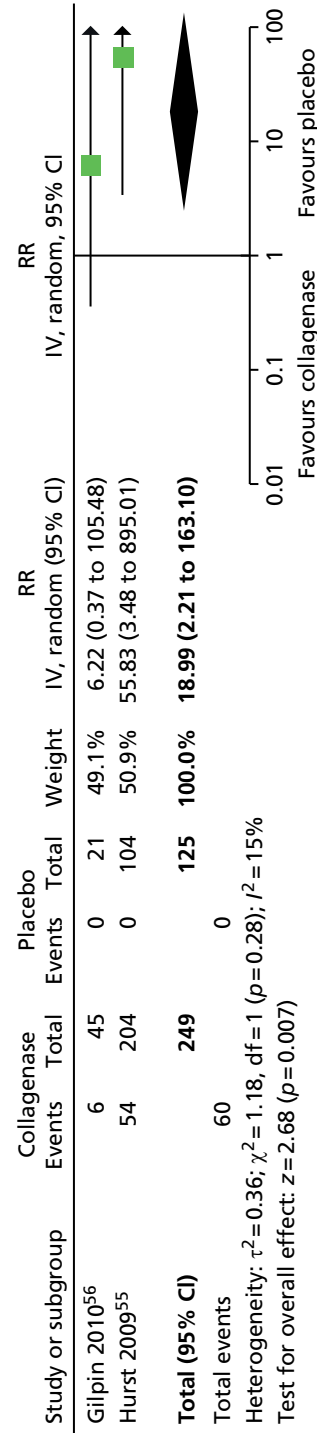 Collagenase Placebo RR RR
Study or subgroup Events Total Events Total Weight IV, random (95% CI) IV, random, 95% CI
Gilpin 2010⁵⁶ 6 45 0 21 49.1% 6.22 (0.37 to 105.48)
Hurst 2009⁵⁵ 54 204 0 104 50.9% 55.83 (3.48 to 895.01)
Total (95% CI) 249 125 100.0% 18.99 (2.21 to 163.10)
Total events 60 0
Heterogeneity: τ²=0.36; χ²=1.18, df=1 (p=0.28); I²=15%
Test for overall effect: z=2.68 (p=0.007)
0.01 0.1 1 10 100
Favours collagenase Favours placebo